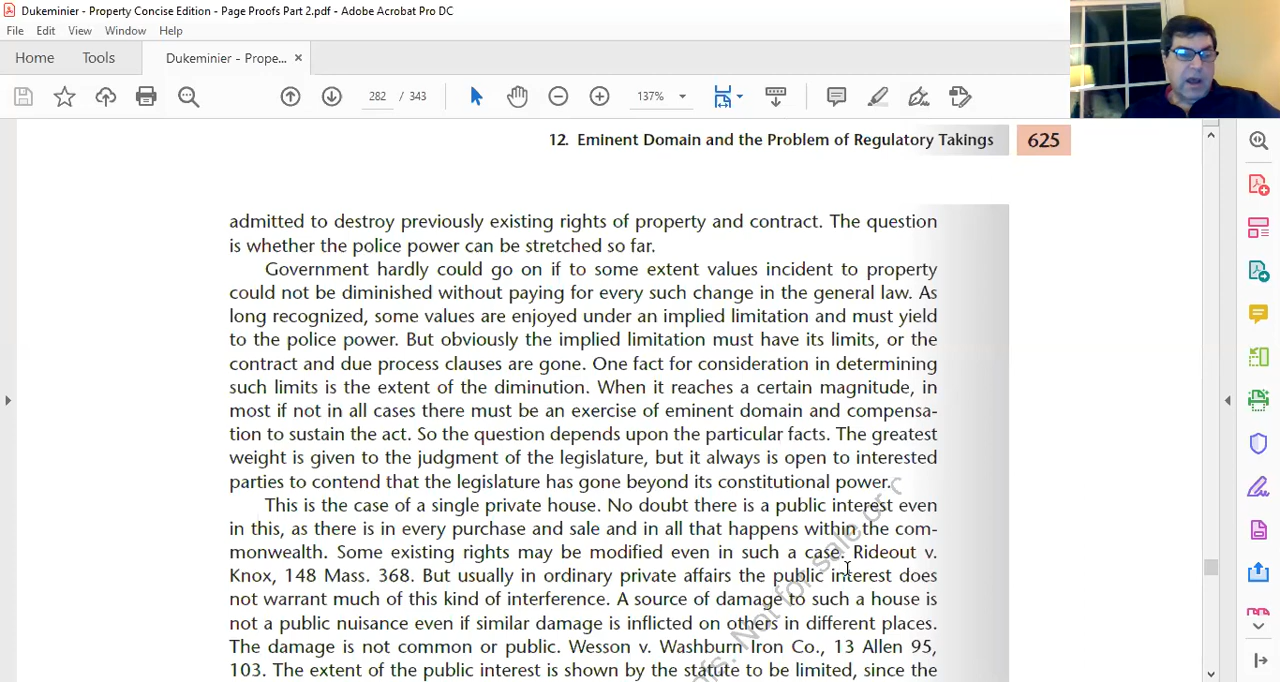 Dukeminier - Property Concise Edition - Page Proofs Part 2.pdf - Adobe Acrobat Pro DC
File Edit View Window Help
Home Tools Dukeminier - Prope... ×
282 / 343 137%
12. Eminent Domain and the Problem of Regulatory Takings 625
admitted to destroy previously existing rights of property and contract. The question
is whether the police power can be stretched so far.
Government hardly could go on if to some extent values incident to property
could not be diminished without paying for every such change in the general law. As
long recognized, some values are enjoyed under an implied limitation and must yield
to the police power. But obviously the implied limitation must have its limits, or the
contract and due process clauses are gone. One fact for consideration in determining
such limits is the extent of the diminution. When it reaches a certain magnitude, in
most if not in all cases there must be an exercise of eminent domain and compensa-
tion to sustain the act. So the question depends upon the particular facts. The greatest
weight is given to the judgment of the legislature, but it always is open to interested
parties to contend that the legislature has gone beyond its constitutional power.
This is the case of a single private house. No doubt there is a public interest even
in this, as there is in every purchase and sale and in all that happens within the com-
monwealth. Some existing rights may be modified even in such a case. Rideout v.
Knox, 148 Mass. 368. But usually in ordinary private affairs the public interest does
not warrant much of this kind of interference. A source of damage to such a house is
not a public nuisance even if similar damage is inflicted on others in different places.
The damage is not common or public. Wesson v. Washburn Iron Co., 13 Allen 95,
103. The extent of the public interest is shown by the statute to be limited, since the
Not for sale or